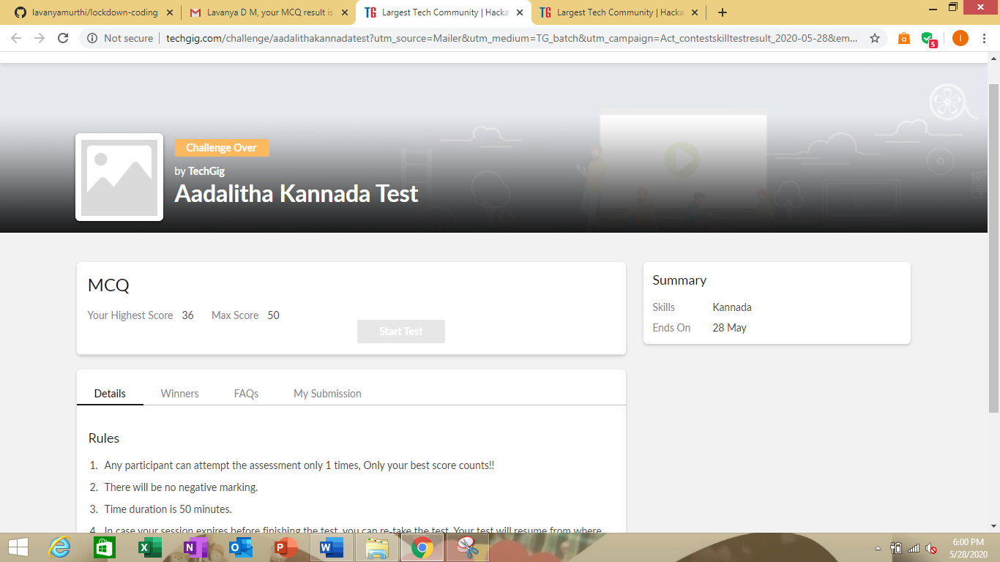 lavanyamurthi/lockdown-coding
Lavanya D M, your MCQ result is
TG Largest Tech Community | Hacka
TG Largest Tech Community | Hacka
Not secure | techgig.com/challenge/aadalithakannadatest?utm_source=Mailer&utm_medium=TG_batch&utm_campaign=Act_contestskilltestresult_2020-05-28&em...
5
I
Challenge Over
by TechGig
Aadalitha Kannada Test
MCQ
Your Highest Score 36 Max Score 50
Start Test
Summary
Skills Kannada
Ends On 28 May
Details Winners FAQs My Submission
Rules
1. Any participant can attempt the assessment only 1 times, Only your best score counts!!
2. There will be no negative marking.
3. Time duration is 50 minutes.
4. In case your session expires before finishing the test, you can re-take the test. Your test will resume from where
6:00 PM
5/28/2020